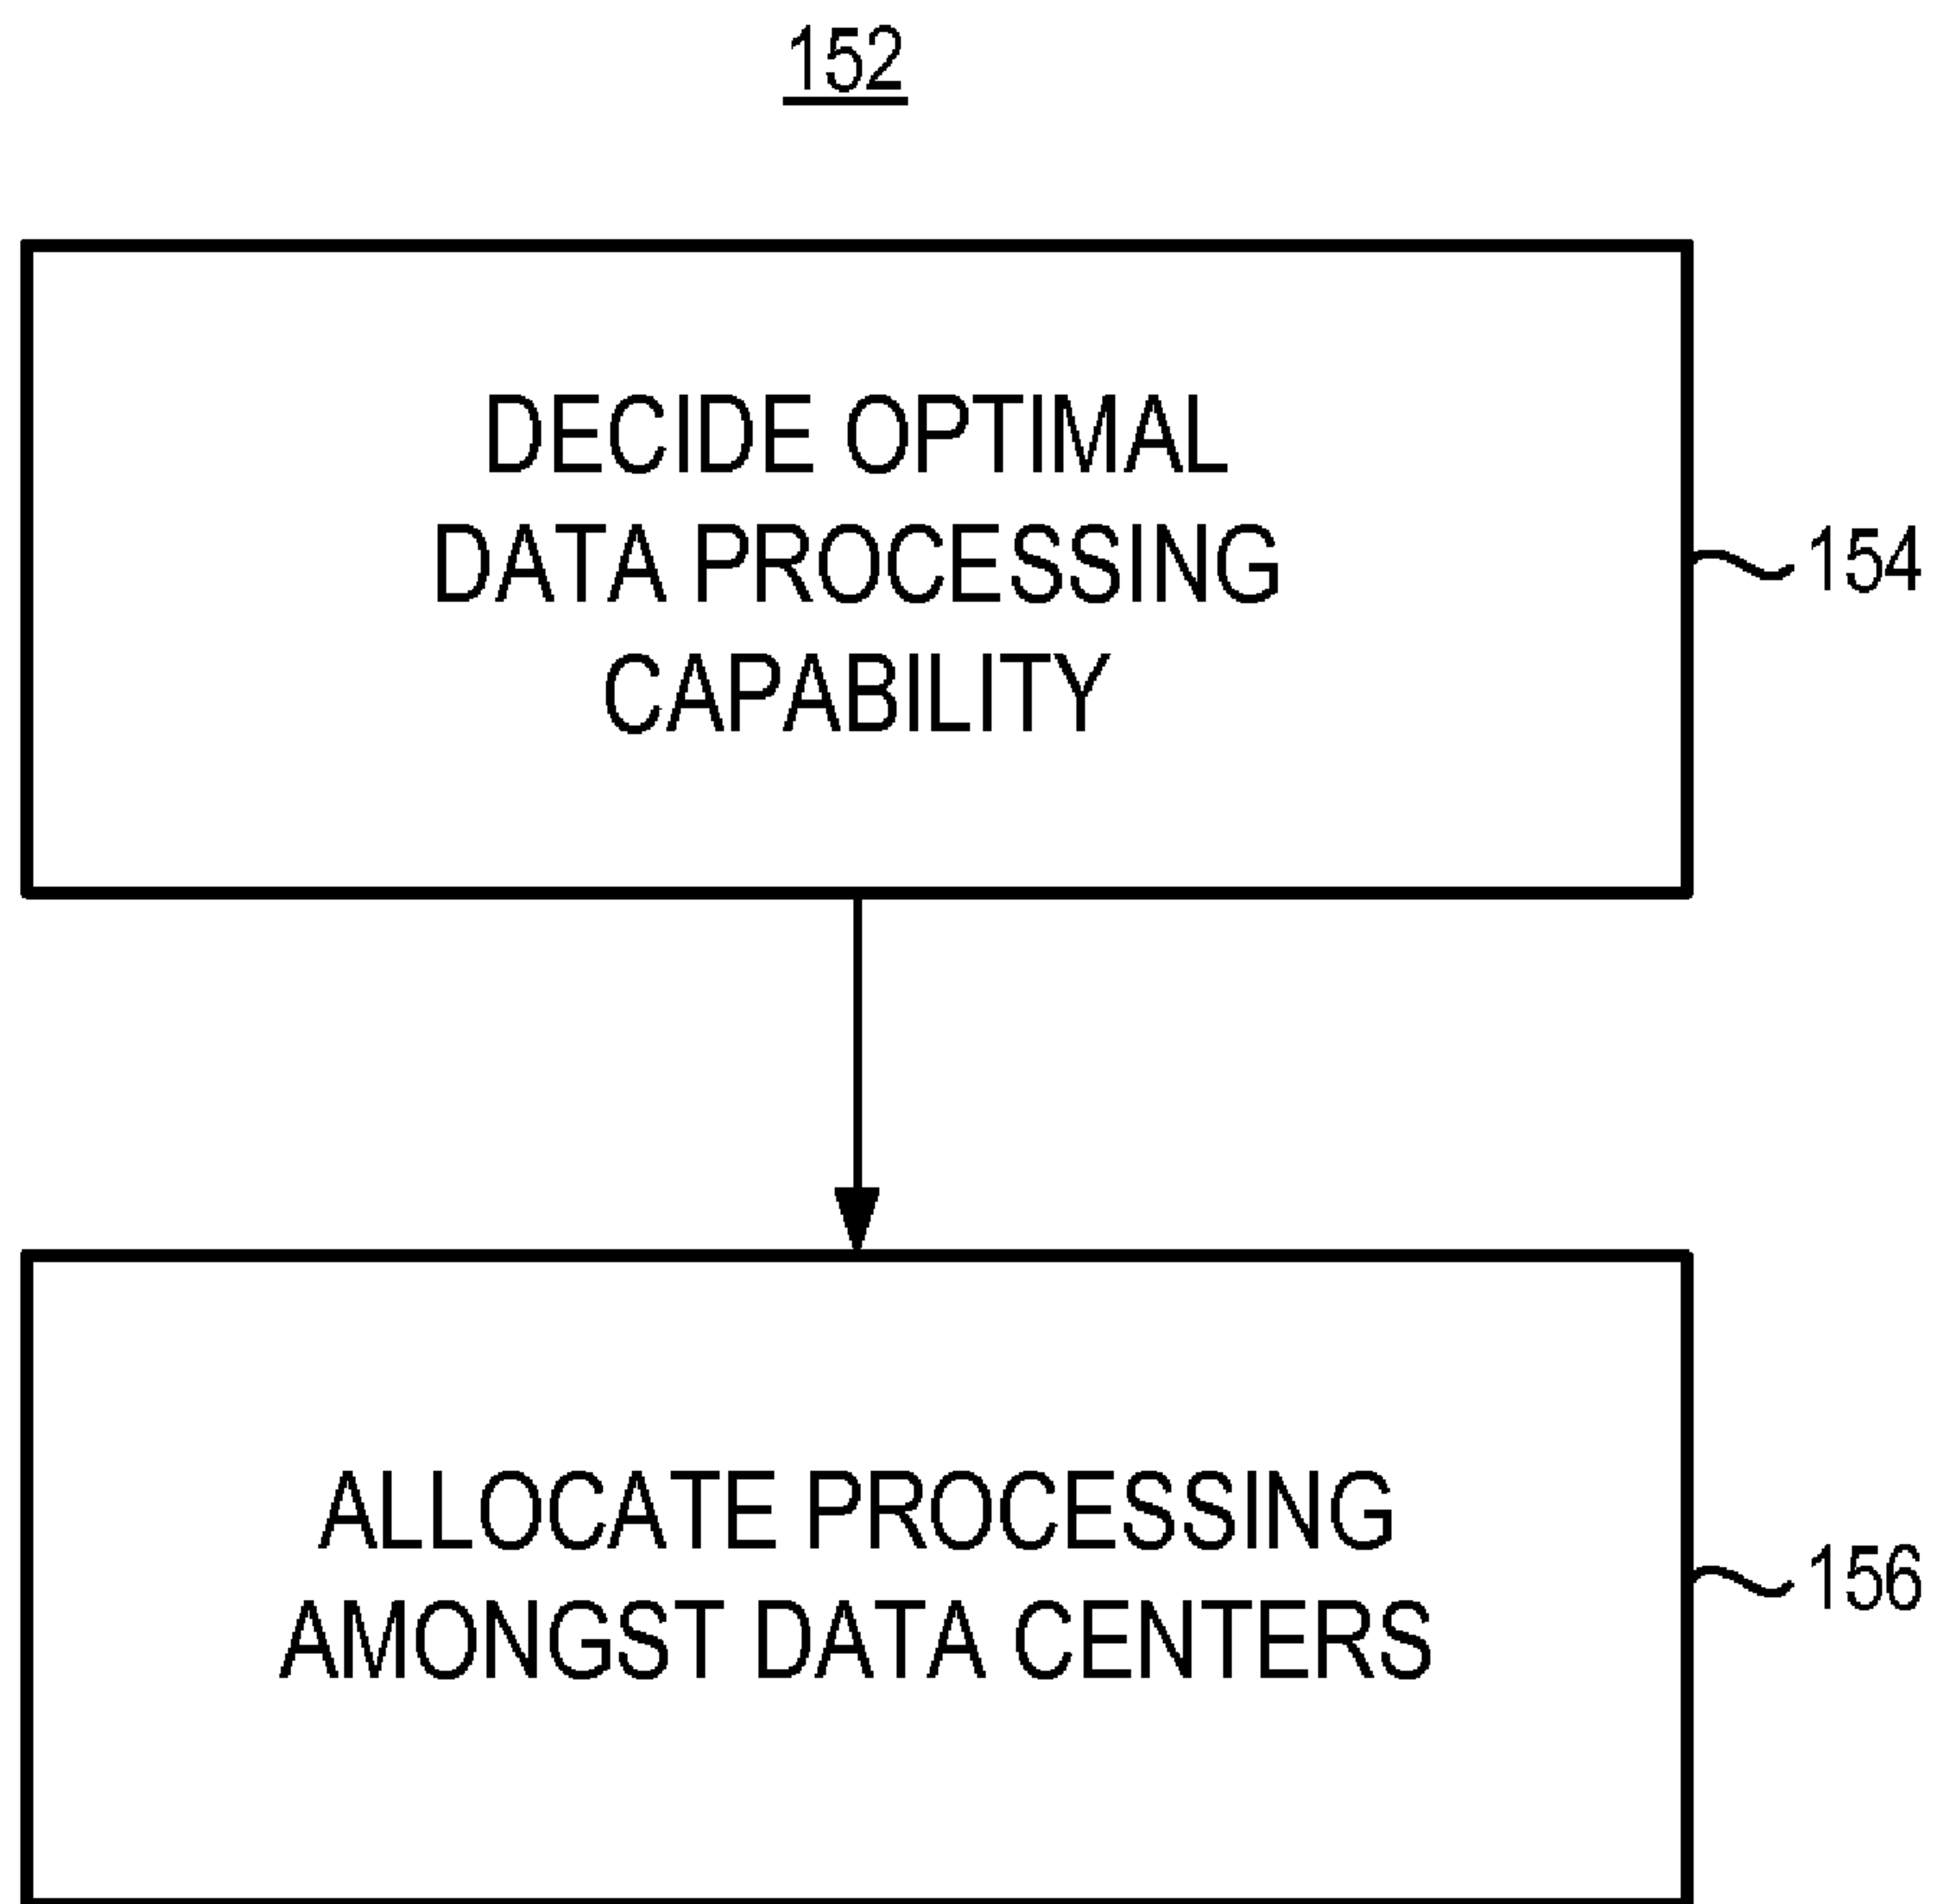 152
DECIDE OPTIMAL
DATA PROCESSING
CAPABILITY
154
ALLOCATE PROCESSING
AMONGST DATA CENTERS
156